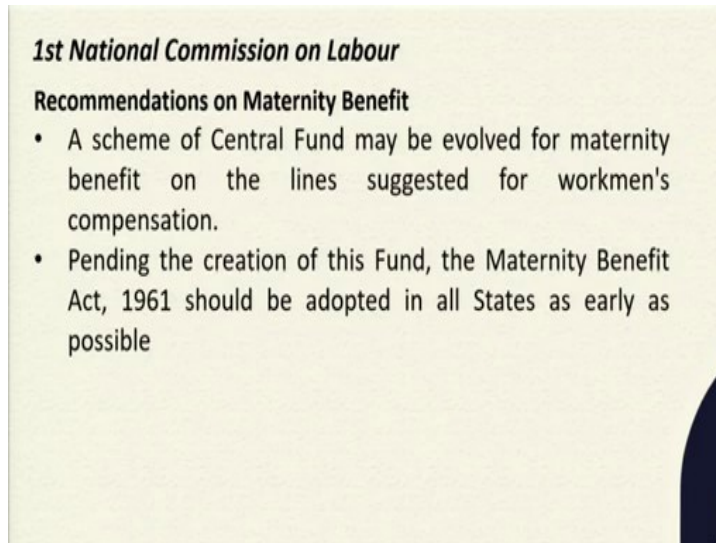 1st National Commission on Labour
Recommendations on Maternity Benefit
• A scheme of Central Fund may be evolved for maternity
benefit on the lines suggested for workmen's
compensation.
• Pending the creation of this Fund, the Maternity Benefit
Act, 1961 should be adopted in all States as early as
possible